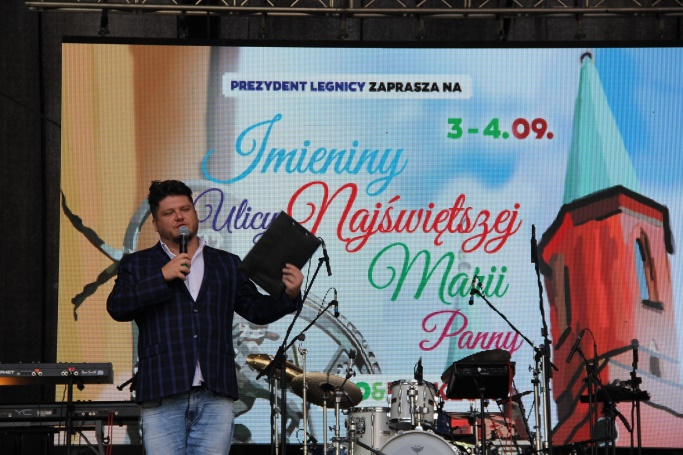 PREZYDENT LEGNICY ZAPRASZA NA
3-4.09.
Imieniny
Ulicy Najświętszej
Marii
Panny